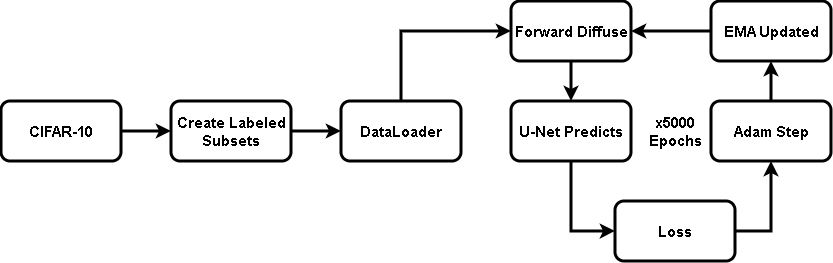 Forward Diffuse
EMA Updated
CIFAR-10
Create Labeled
Subsets
DataLoader
U-Net Predicts
x5000
Epochs
Adam Step
Loss